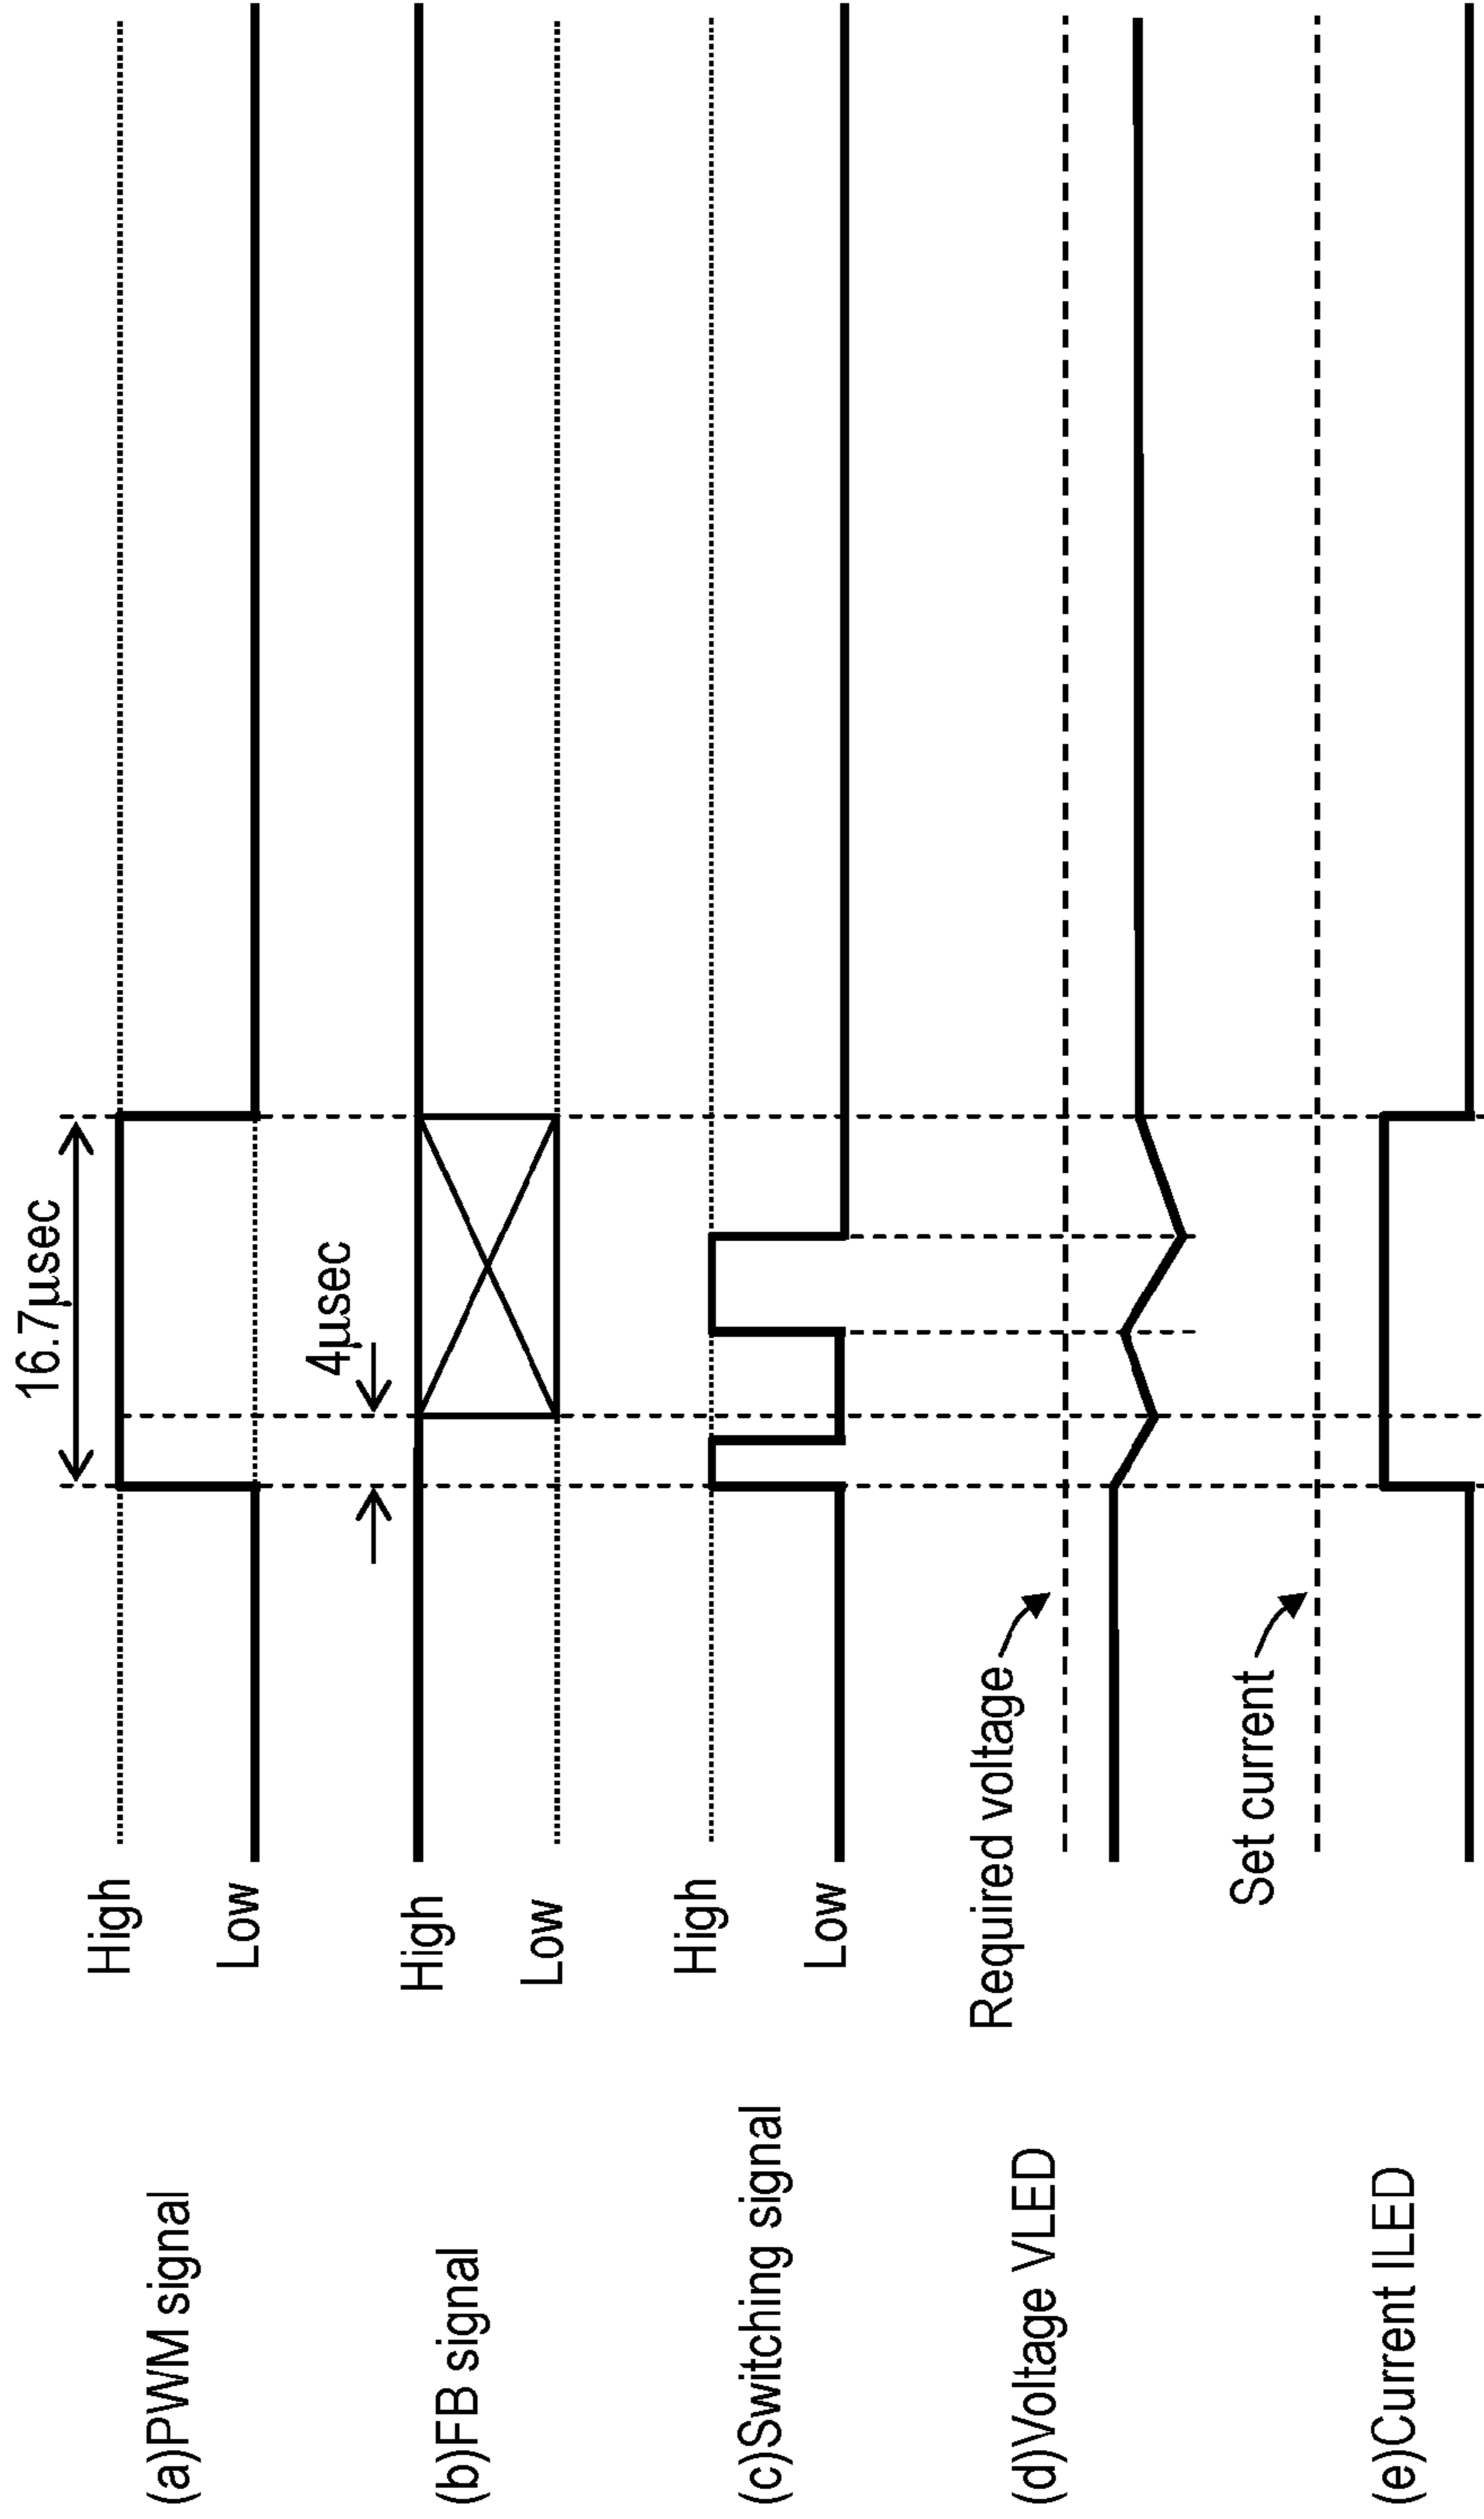 16.7µsec
High
(a)PWM signal
Low
4µsec
High
(b)FB signal
Low
High
(c)Switching signal
Low
Required voltage
(d)Voltage VLED
Set current
(e)Current ILED